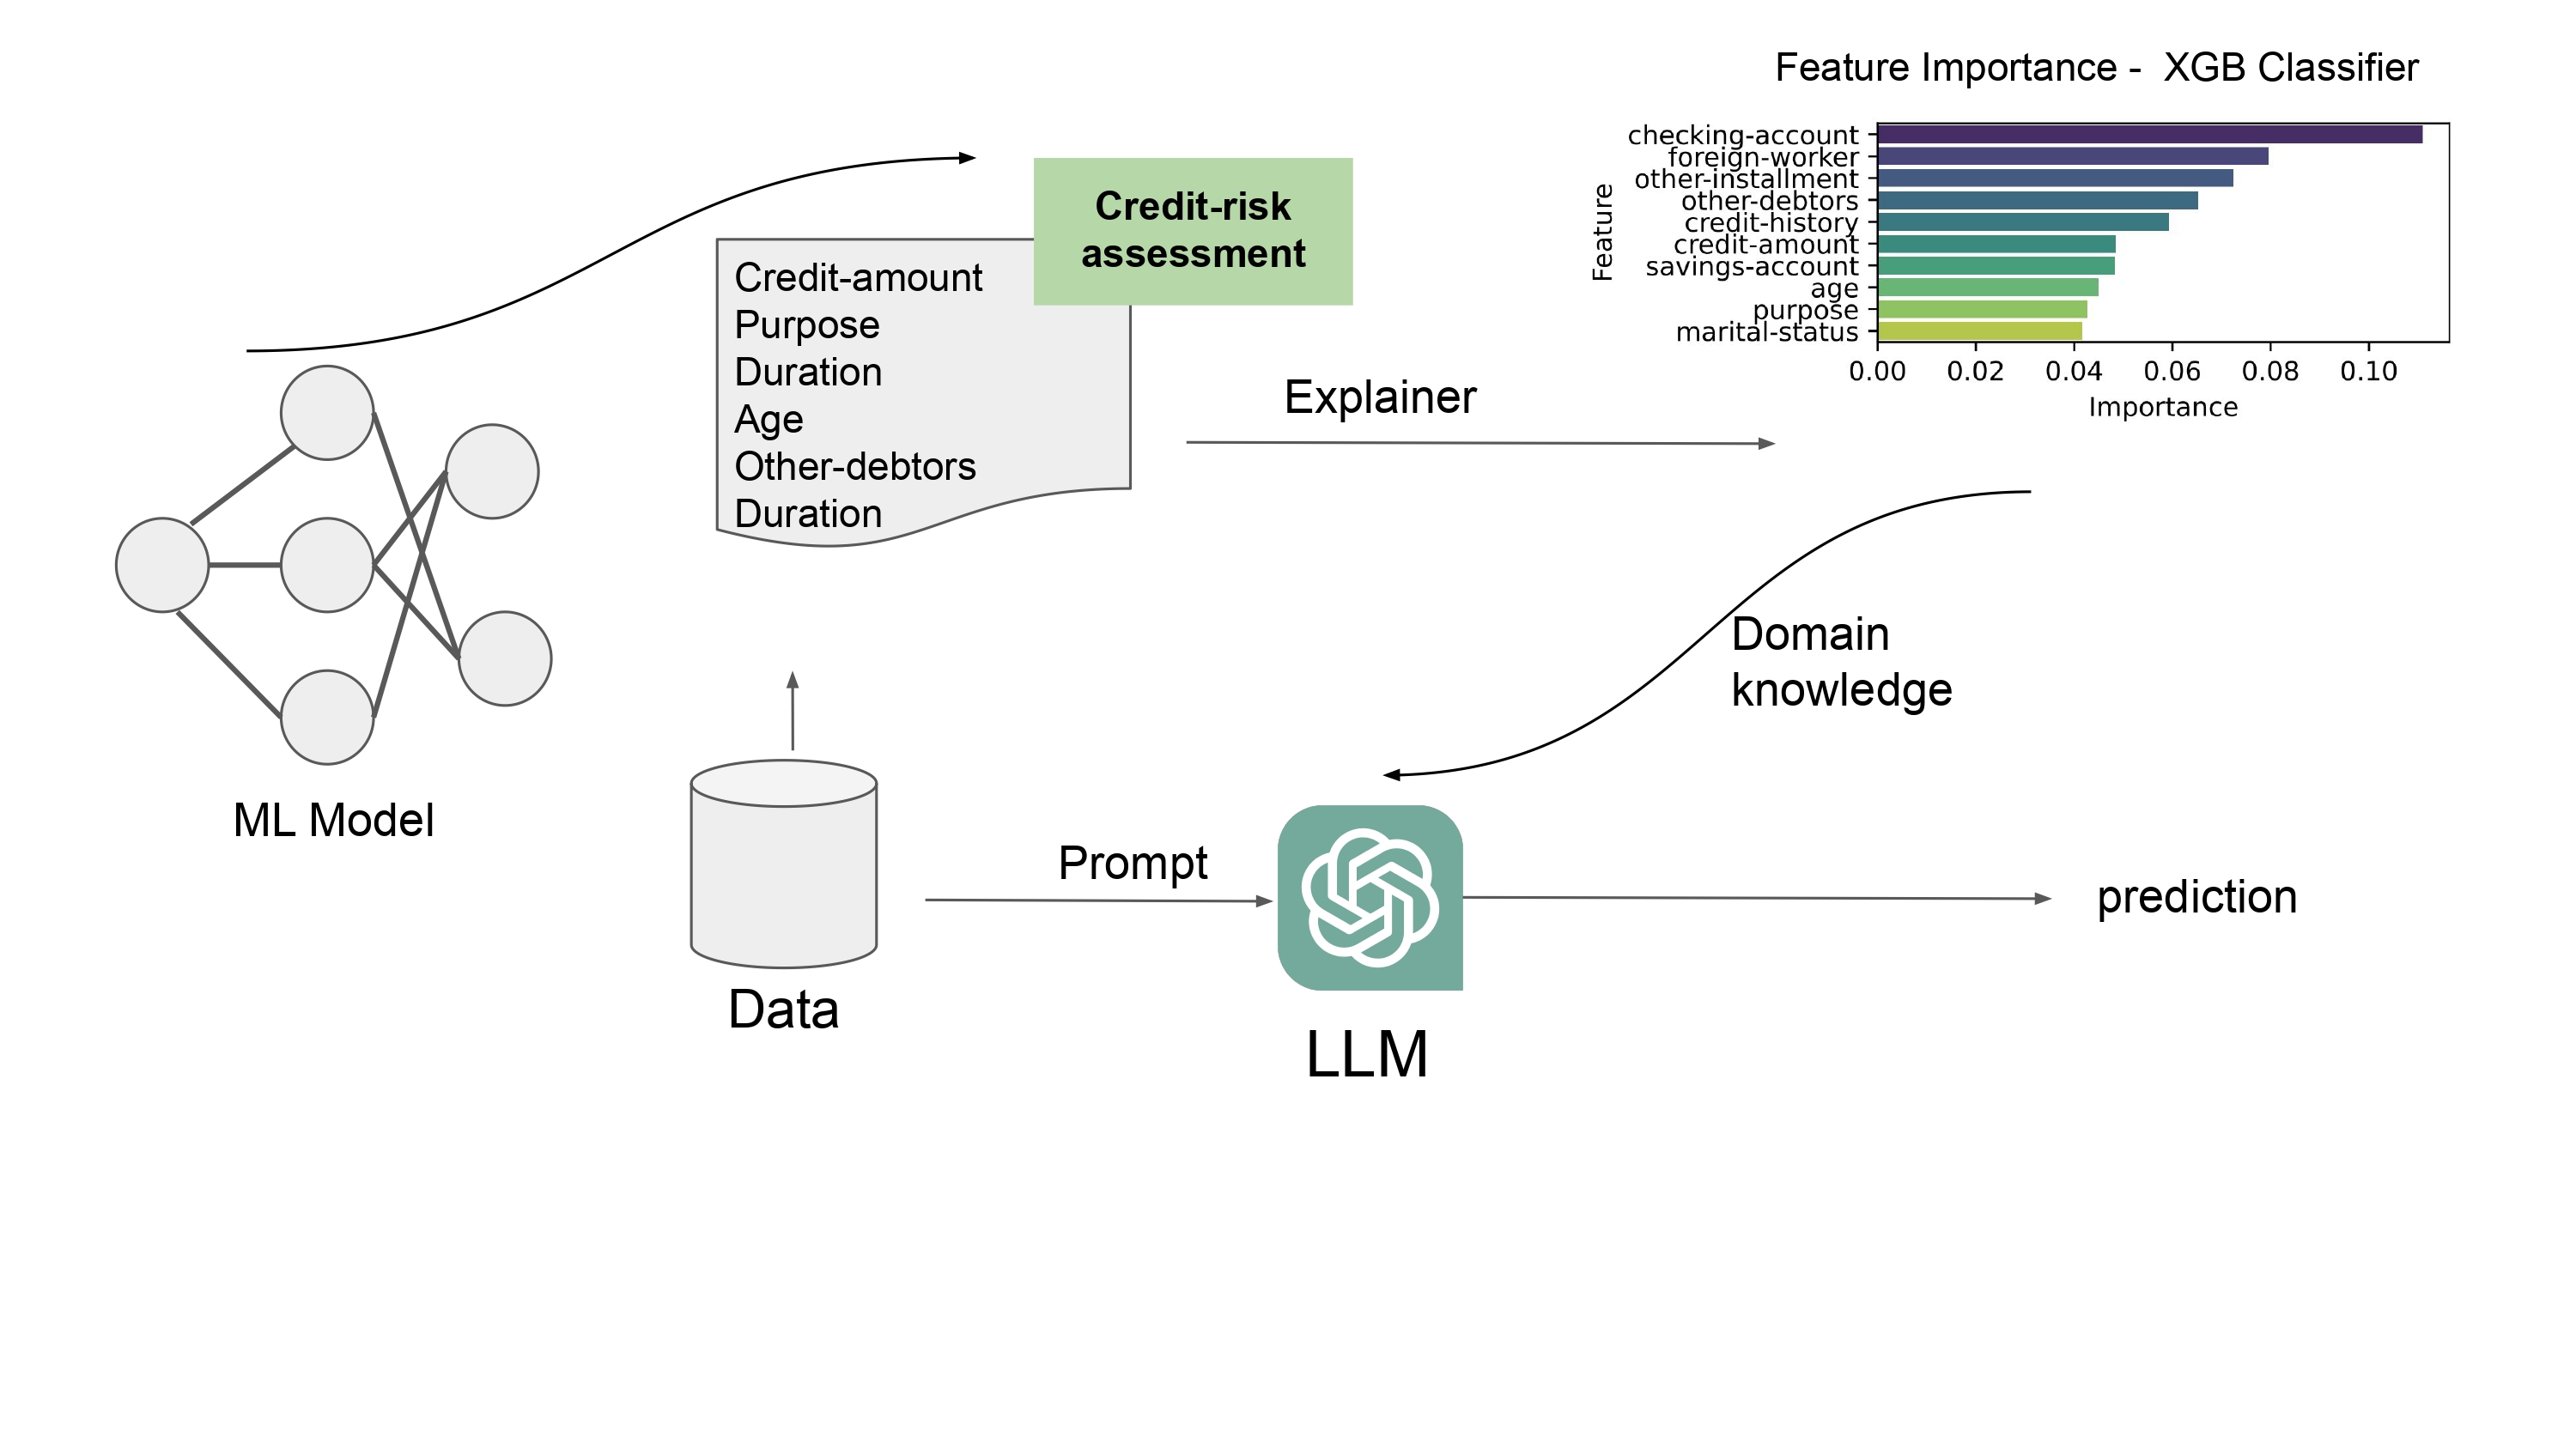 Feature Importance -  XGB Classifier
checking-account
foreign-worker
other-installment
other-debtors
credit-history
credit-amount
savings-account
age
purpose
marital-status
Feature
0.00 0.02 0.04 0.06 0.08 0.10
Importance
Credit-risk
assessment
Credit-amount
Purpose
Duration
Age
Other-debtors
Duration
Explainer
Domain
knowledge
ML Model
Data
Prompt
LLM
prediction